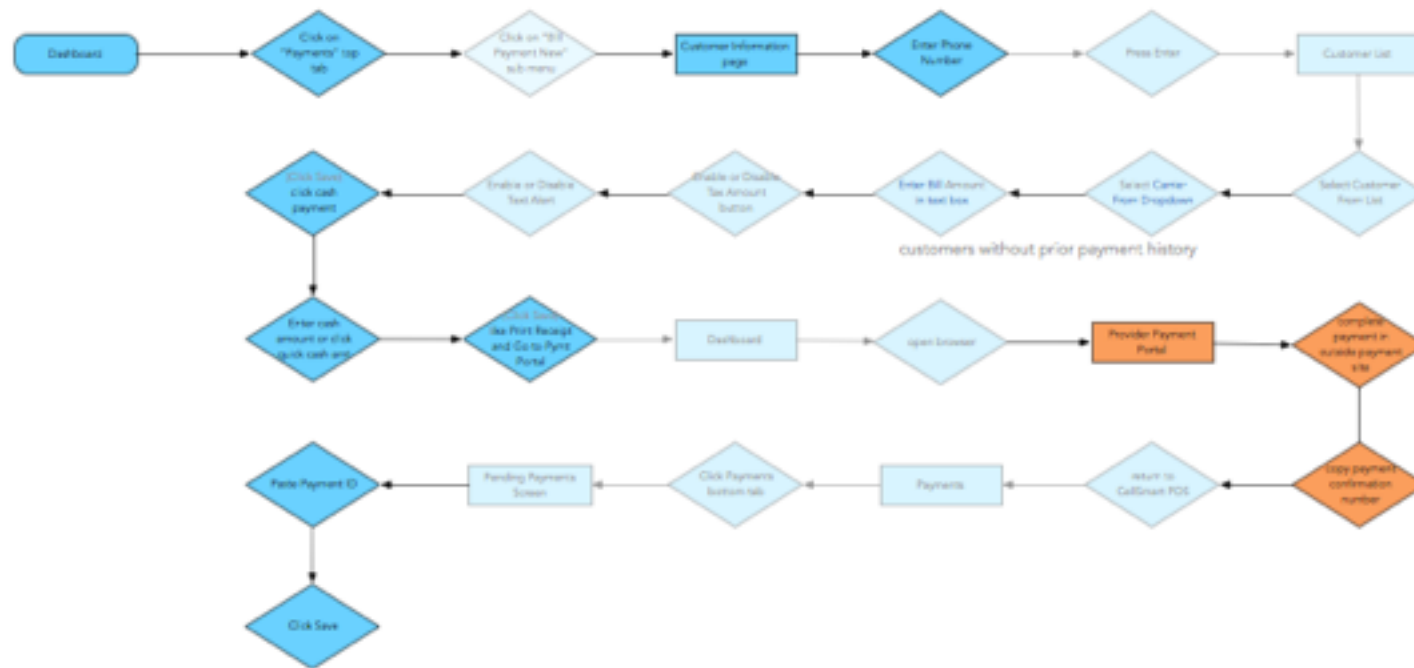 Dashboard
Click on
"Payments" top
tab
Click on "Bill
Payment New"
sub menu
Customer Information
page
Enter Phone
Number
Press Enter
Customer List
(Click Save)
click cash
payment
Enable or Disable
Text Alert
Enable or Disable
Tax Amount
button
Enter Bill Amount
in text box
Select Carrier
From Dropdown
Select Customer
From List
customers without prior payment history
Enter cash
amount or click
quick cash amt
(Click Save)
like Print Receipt
and Go to Pymt
Portal
Dashboard
open browser
Provider Payment
Portal
complete
payment in
outside payment
site
Paste Payment ID
Pending Payments
Screen
Click Payments
bottom tab
Payments
return to
CellSmart POS
copy payment
confirmation
number
Click Save